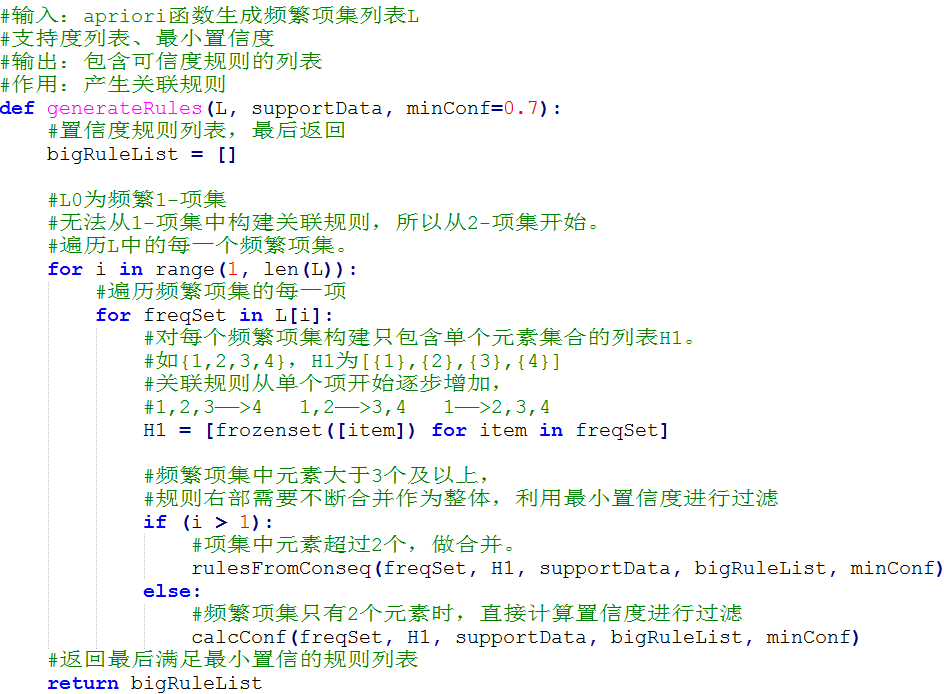 #输入：apriori函数生成频繁项集列表L
#支持度列表、最小置信度
#输出：包含可信度规则的列表
#作用：产生关联规则
def generateRules(L, supportData, minConf=0.7):
    #置信度规则列表，最后返回
    bigRuleList = []
    #L0为频繁1-项集
    #无法从1-项集中构建关联规则，所以从2-项集开始。
    #遍历L中的每一个频繁项集。
    for i in range(1, len(L)):
        #遍历频繁项集的每一项
        for freqSet in L[i]:
            #对每个频繁项集构建只包含单个元素集合的列表H1。
            #如{1,2,3,4}，H1为[{1},{2},{3},{4}]
            #关联规则从单个项开始逐步增加，
            #1,2,3——>4   1,2——>3,4   1——>2,3,4
            H1 = [frozenset([item]) for item in freqSet]
            #频繁项集中元素大于3个及以上，
            #规则右部需要不断合并作为整体，利用最小置信度进行过滤
            if (i > 1):
                #项集中元素超过2个，做合并。
                rulesFromConseq(freqSet, H1, supportData, bigRuleList, minConf)
            else:
                #频繁项集只有2个元素时，直接计算置信度进行过滤
                calcConf(freqSet, H1, supportData, bigRuleList, minConf)
    #返回最后满足最小置信的规则列表
    return bigRuleList